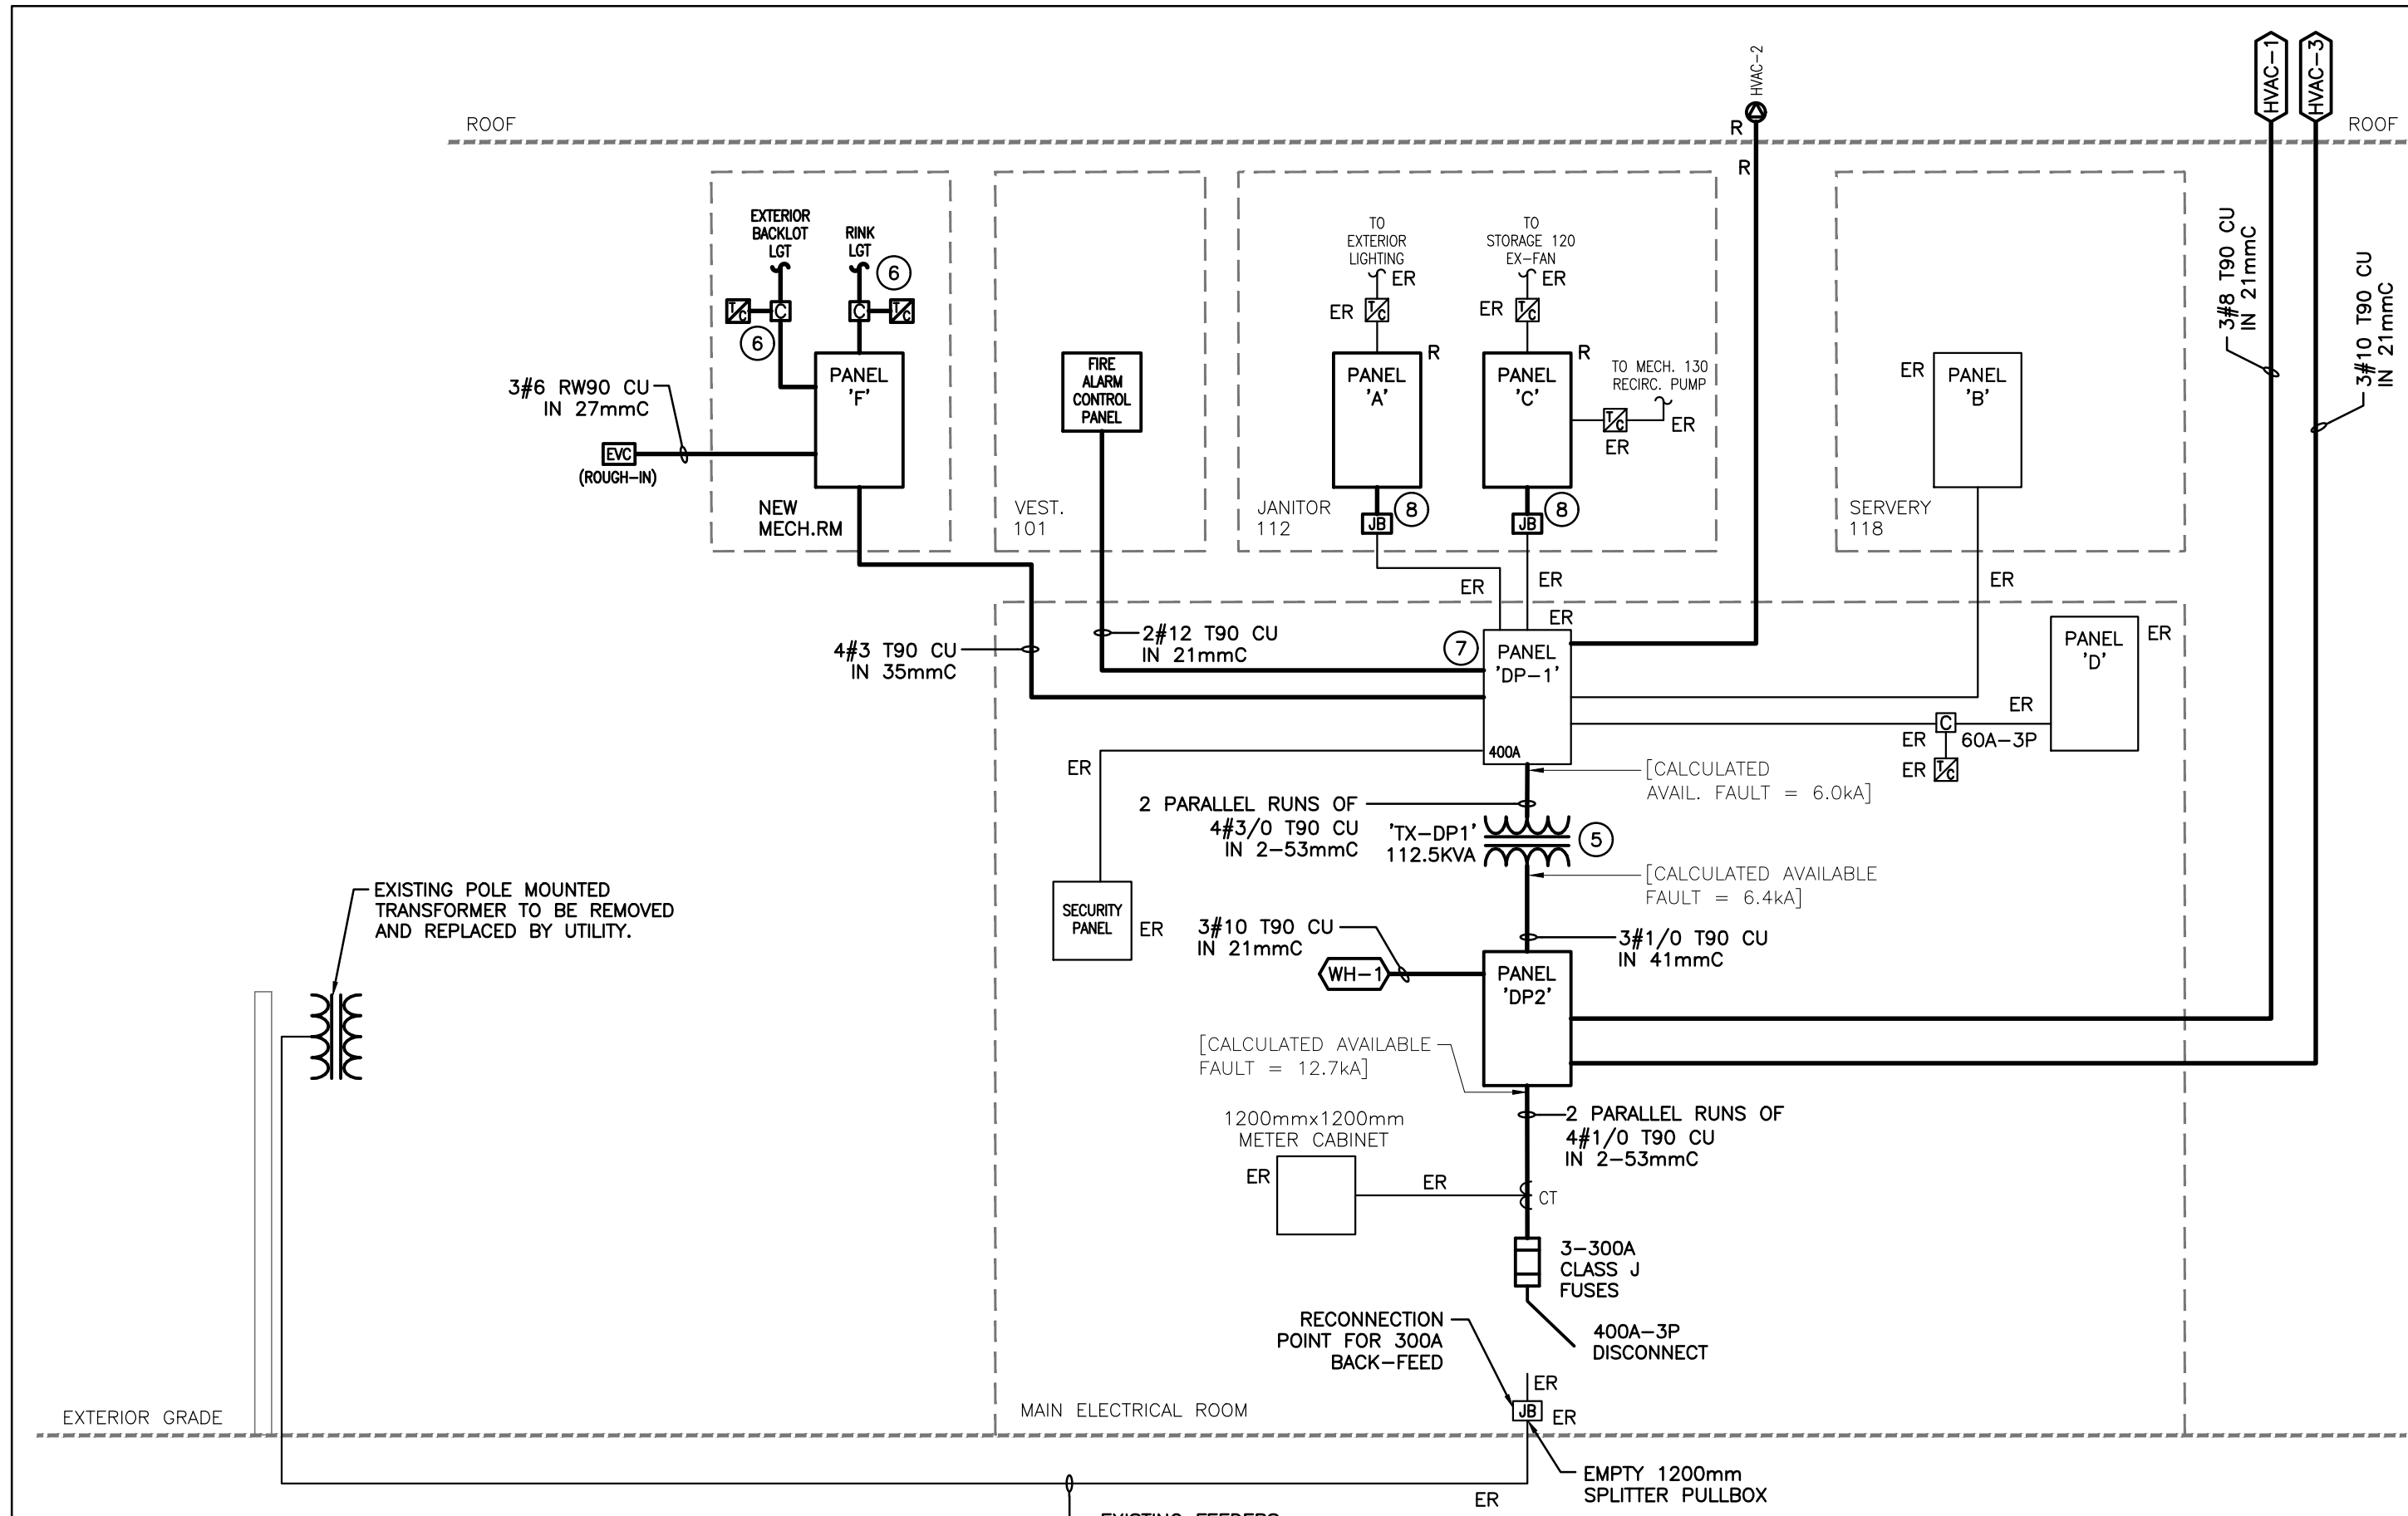 HVAC-2
HVAC-1
HVAC-3
ROOF
R
ROOF
R
EXTERIOR
BACKLOT
LGT
RINK
LGT
6
T/C
C
C
T/C
6
PANEL
'F'
3#6 RW90 CU
IN 27mmC
EVC
(ROUGH-IN)
NEW
MECH.RM
FIRE
ALARM
CONTROL
PANEL
VEST.
101
TO
EXTERIOR
LIGHTING
ER
ER
T/C
R
PANEL
'A'
JB
8
JANITOR
112
TO
STORAGE 120
EX-FAN
ER
ER
T/C
R
PANEL
'C'
TO MECH. 130
RECIRC. PUMP
T/C
ER
ER
JB
8
ER
PANEL
'B'
SERVERY
118
3#8 T90 CU
IN 21mmC
3#10 T90 CU
IN 21mmC
ER
ER
ER
ER
4#3 T90 CU
IN 35mmC
2#12 T90 CU
IN 21mmC
7
PANEL
'DP-1'
400A
PANEL
'D'
ER
ER
C
ER
60A-3P
ER
T/C
ER
[CALCULATED
AVAIL. FAULT = 6.0kA]
2 PARALLEL RUNS OF
4#3/0 T90 CU
IN 2-53mmC
'TX-DP1'
112.5KVA
5
[CALCULATED AVAILABLE
FAULT = 6.4kA]
SECURITY
PANEL
ER
EXISTING POLE MOUNTED
TRANSFORMER TO BE REMOVED
AND REPLACED BY UTILITY.
3#10 T90 CU
IN 21mmC
WH-1
3#1/0 T90 CU
IN 41mmC
PANEL
'DP2'
[CALCULATED AVAILABLE
FAULT = 12.7kA]
2 PARALLEL RUNS OF
4#1/0 T90 CU
IN 2-53mmC
1200mmx1200mm
METER CABINET
ER
ER
CT
3-300A
CLASS J
FUSES
RECONNECTION
POINT FOR 300A
BACK-FEED
400A-3P
DISCONNECT
ER
JB
ER
EXTERIOR GRADE
MAIN ELECTRICAL ROOM
EMPTY 1200mm
SPLITTER PULLBOX
ER
EXISTING FEEDERS